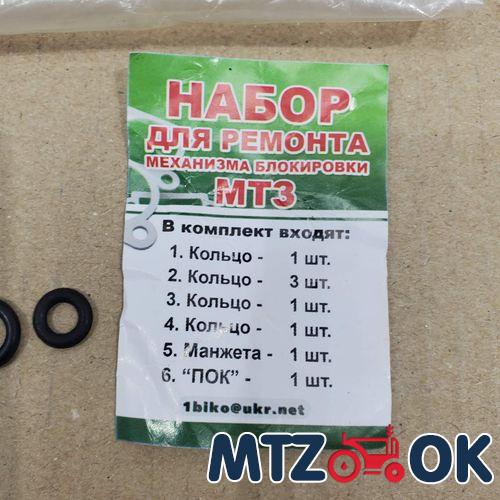 НАБОР
ДЛЯ РЕМОНТА
МЕХАНИЗМА БЛОКИРОВКИ
МТЗ
В комплект входят:
1. Кольцо - 1 шт.
2. Кольцо - 3 шт.
3. Кольцо - 1 шт.
4. Кольцо - 1 шт.
5. Манжета - 1 шт.
6. “ПОК” - 1 шт.
1biko@ukr.net
MTZ OK